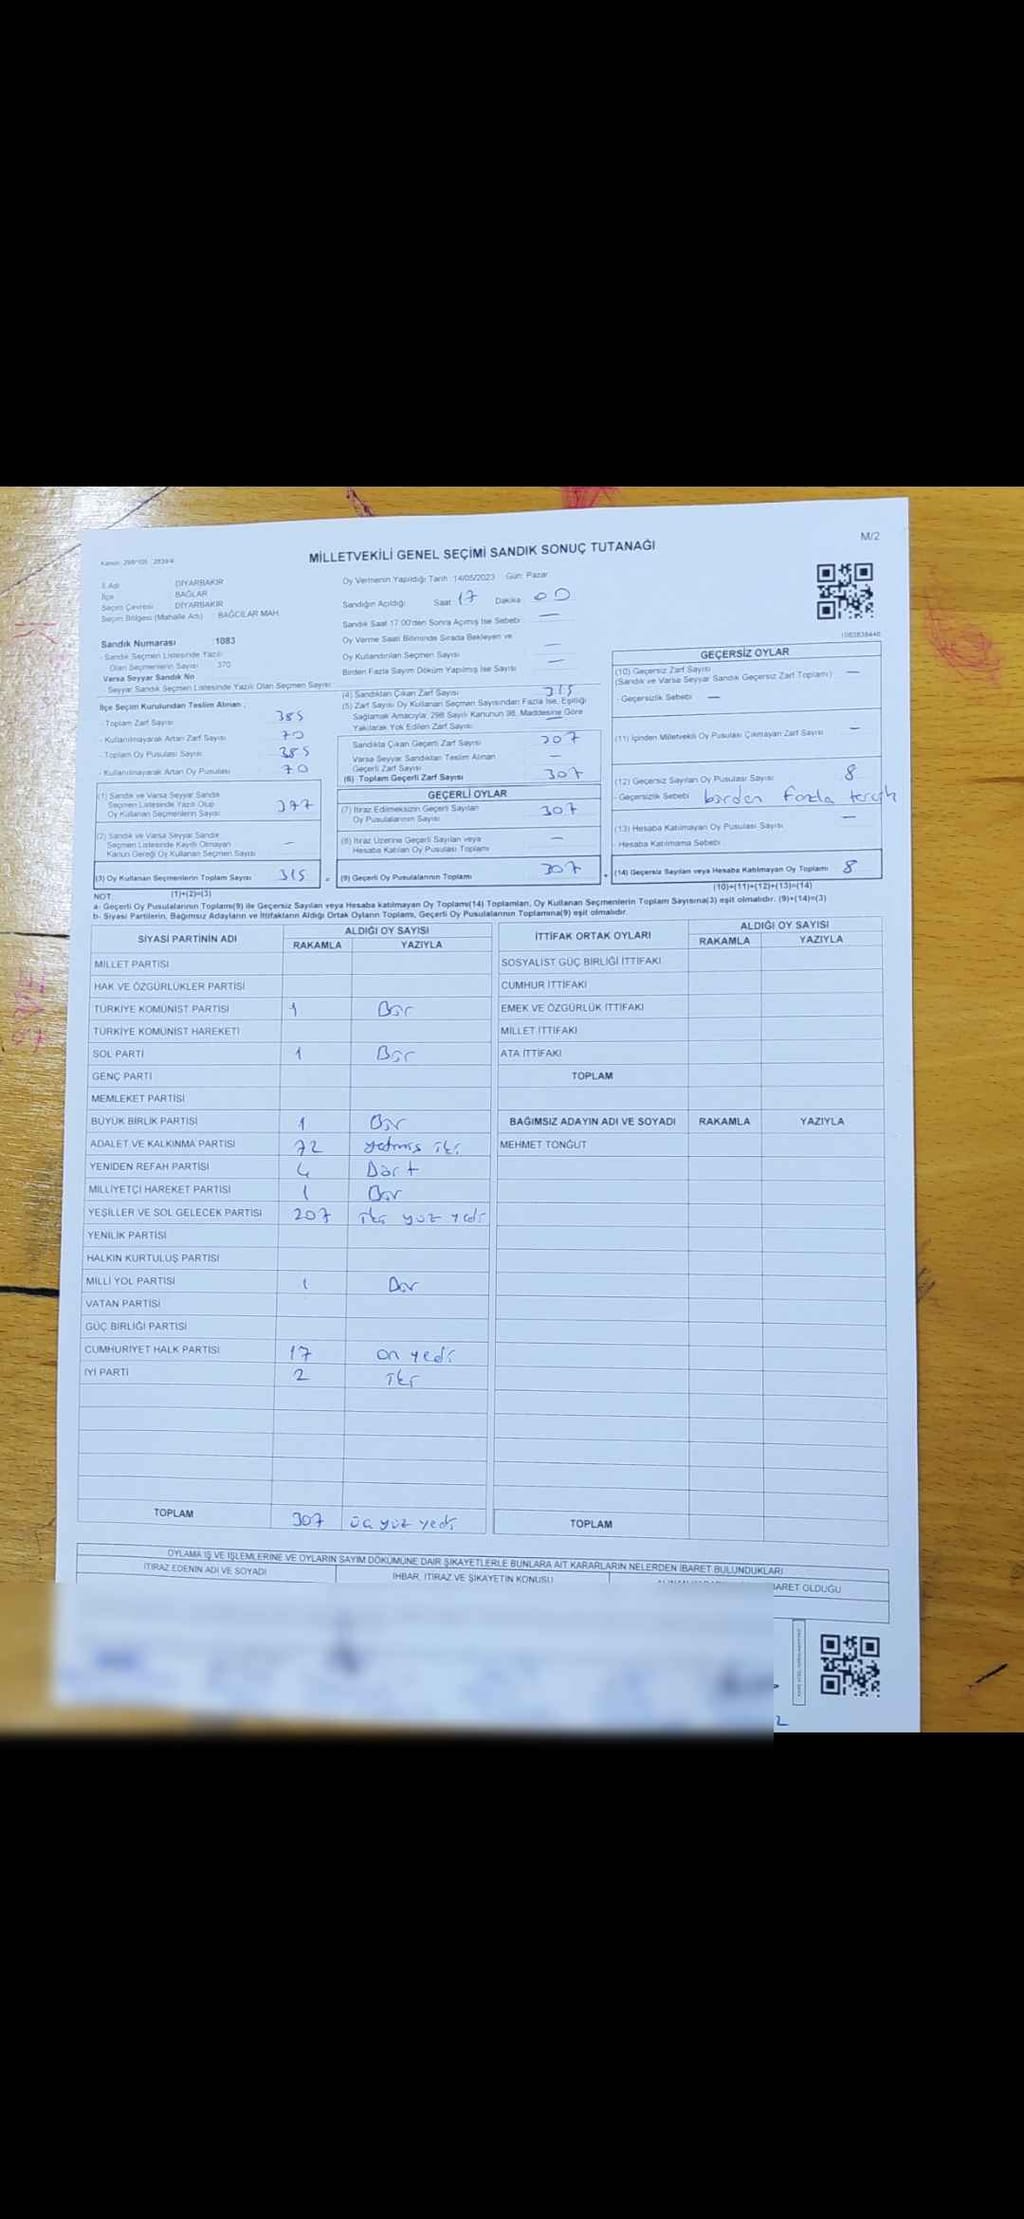 M/2
MİLLETVEKİLİ GENEL SEÇİMİ SANDIK SONUÇ TUTANAĞI
İl Adı DİYARBAKIR
İlçe BAĞLAR
Seçim Çevresi DİYARBAKIR
Seçim Bölgesi (Mahalle Adı) : BAĞCILAR MAH.
Sandık Numarası :1083
- Sandık Seçmen Listesinde Yazılı
Olan Seçmenlerin Sayısı 370
Varsa Seyyar Sandık No
Seyyar Sandık Seçmen Listesinde Yazılı Olan Seçmen Sayısı
İlçe Seçim Kurulundan Teslim Alınan ;
- Toplam Zarf Sayısı 385
- Kullanılmayarak Artan Zarf Sayısı 70
- Toplam Oy Pusulası Sayısı 385
- Kullanılmayarak Artan Oy Pusulası 70
(1) Sandık ve Varsa Seyyar Sandık
Seçmen Listesinde Yazılı Olup
Oy Kullanan Seçmenlerin Sayısı
(2) Sandık ve Varsa Seyyar Sandık
Seçmen Listesinde Kayıtlı Olmayan
Kanun Gereği Oy Kullanan Seçmen Sayısı —
(3) Oy Kullanan Seçmenlerin Toplam Sayısı 315
(1)+(2)=(3)
Oy Vermenin Yapıldığı Tarih :14/05/2023 Gün: Pazar
Sandığın Açıldığı Saat 17 Dakika 00
Sandık Saat 17:00'den Sonra Açılmış İse Sebebi: —
Oy Verme Saati Bitiminde Sırada Bekleyen ve
Oy Kullandırılan Seçmen Sayısı —
Birden Fazla Sayım Döküm Yapılmış İse Sayısı —
(4) Sandıktan Çıkan Zarf Sayısı 315
(5) Zarf Sayısı Oy Kullanan Seçmen Sayısından Fazla İse, Eşitliği
Sağlamak Amacıyla; 298 Sayılı Kanunun 98. Maddesine Göre
Yakılarak Yok Edilen Zarf Sayısı —
Sandıkta Çıkan Geçerli Zarf Sayısı 307
Varsa Seyyar Sandıktan Teslim Alınan
Geçerli Zarf Sayısı —
(6) Toplam Geçerli Zarf Sayısı 307
GEÇERLİ OYLAR
(7) İtiraz Edilmeksizin Geçerli Sayılan
Oy Pusulalarının Sayısı 307
(8) İtiraz Üzerine Geçerli Sayılan veya
Hesaba Katılan Oy Pusulası Toplamı —
(9) Geçerli Oy Pusulalarının Toplamı 307
GEÇERSİZ OYLAR
(10) Geçersiz Zarf Sayısı
(Sandık ve Varsa Seyyar Sandık Geçersiz Zarf Toplamı) —
- Geçersizlik Sebebi —
(11) İçinden Milletvekili Oy Pusulası Çıkmayan Zarf Sayısı —
(12) Geçersiz Sayılan Oy Pusulası Sayısı 8
- Geçersizlik Sebebi birden fazla tercih
(13) Hesaba Katılmayan Oy Pusulası Sayısı —
- Hesaba Katılmama Sebebi
(14) Geçersiz Sayılan veya Hesaba Katılmayan Oy Toplamı 8
(10)+(11)+(12)+(13)=(14)
NOT:
a- Geçerli Oy Pusulalarının Toplamı(9) ile Geçersiz Sayılan veya Hesaba katılmayan Oy Toplamı(14) Toplamları, Oy Kullanan Seçmenlerin Toplam Sayısına(3) eşit olmalıdır. (9)+(14)=(3)
b- Siyasi Partilerin, Bağımsız Adayların ve İttifakların Aldığı Ortak Oyların Toplamı, Geçerli Oy Pusulalarının Toplamına(9) eşit olmalıdır.
SİYASİ PARTİNİN ADI ALDIĞI OY SAYISI
RAKAMLA YAZIYLA
MİLLET PARTİSİ
HAK VE ÖZGÜRLÜKLER PARTİSİ
TÜRKİYE KOMÜNİST PARTİSİ 1 Bir
TÜRKİYE KOMÜNİST HAREKETİ
SOL PARTİ 1 Bir
GENÇ PARTİ
MEMLEKET PARTİSİ
BÜYÜK BİRLİK PARTİSİ 1 Bir
ADALET VE KALKINMA PARTİSİ 72 yetmiş iki
YENİDEN REFAH PARTİSİ 4 Dört
MİLLİYETÇİ HAREKET PARTİSİ 1 Bir
YEŞİLLER VE SOL GELECEK PARTİSİ 207 iki yüz yedi
YENİLİK PARTİSİ
HALKIN KURTULUŞ PARTİSİ
MİLLİ YOL PARTİSİ 1 Bir
VATAN PARTİSİ
GÜÇ BİRLİĞİ PARTİSİ
CUMHURİYET HALK PARTİSİ 17 on yedi
İYİ PARTİ 2 iki
TOPLAM 307 üç yüz yedi
İTTİFAK ORTAK OYLARI ALDIĞI OY SAYISI
RAKAMLA YAZIYLA
SOSYALİST GÜÇ BİRLİĞİ İTTİFAKI
CUMHUR İTTİFAKI
EMEK VE ÖZGÜRLÜK İTTİFAKI
MİLLET İTTİFAKI
ATA İTTİFAKI
TOPLAM
BAĞIMSIZ ADAYIN ADI VE SOYADI RAKAMLA YAZIYLA
MEHMET TONĞUT
TOPLAM
OYLAMA İŞ VE İŞLEMLERİNE VE OYLARIN SAYIM DÖKÜMÜNE DAİR ŞİKAYETLERLE BUNLARA AİT KARARLARIN NELERDEN İBARET BULUNDUKLARI
İTİRAZ EDENİN ADI VE SOYADI
İHBAR, İTİRAZ VE ŞİKAYETİN KONUSU